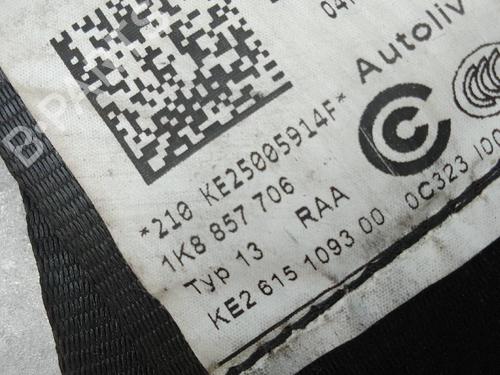 Autoliv
*210 KE25005914F*
1K8 857 706
Typ 13 RAA
KE2 615 1093 00 0C323
B-PARTS